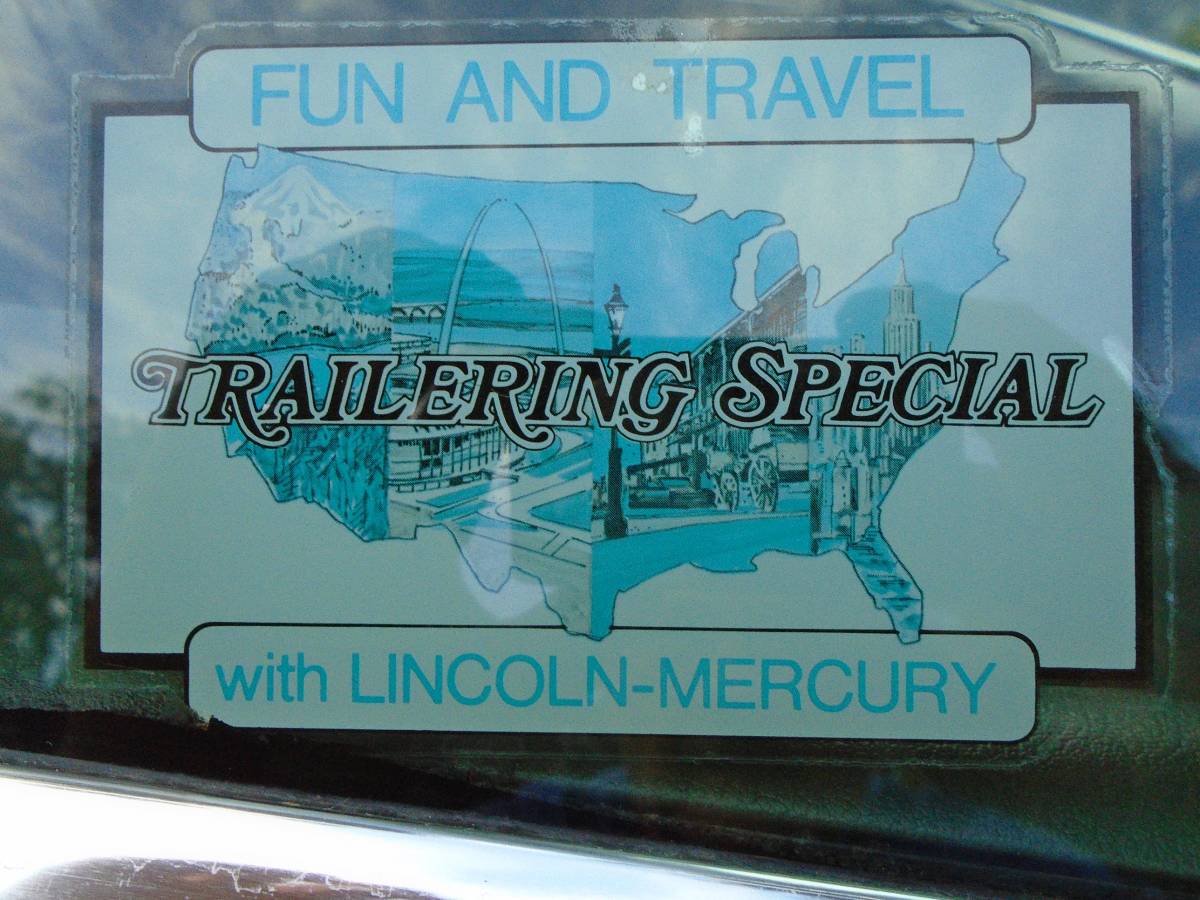 FUN AND TRAVEL
TRAILERING SPECIAL
with LINCOLN-MERCURY